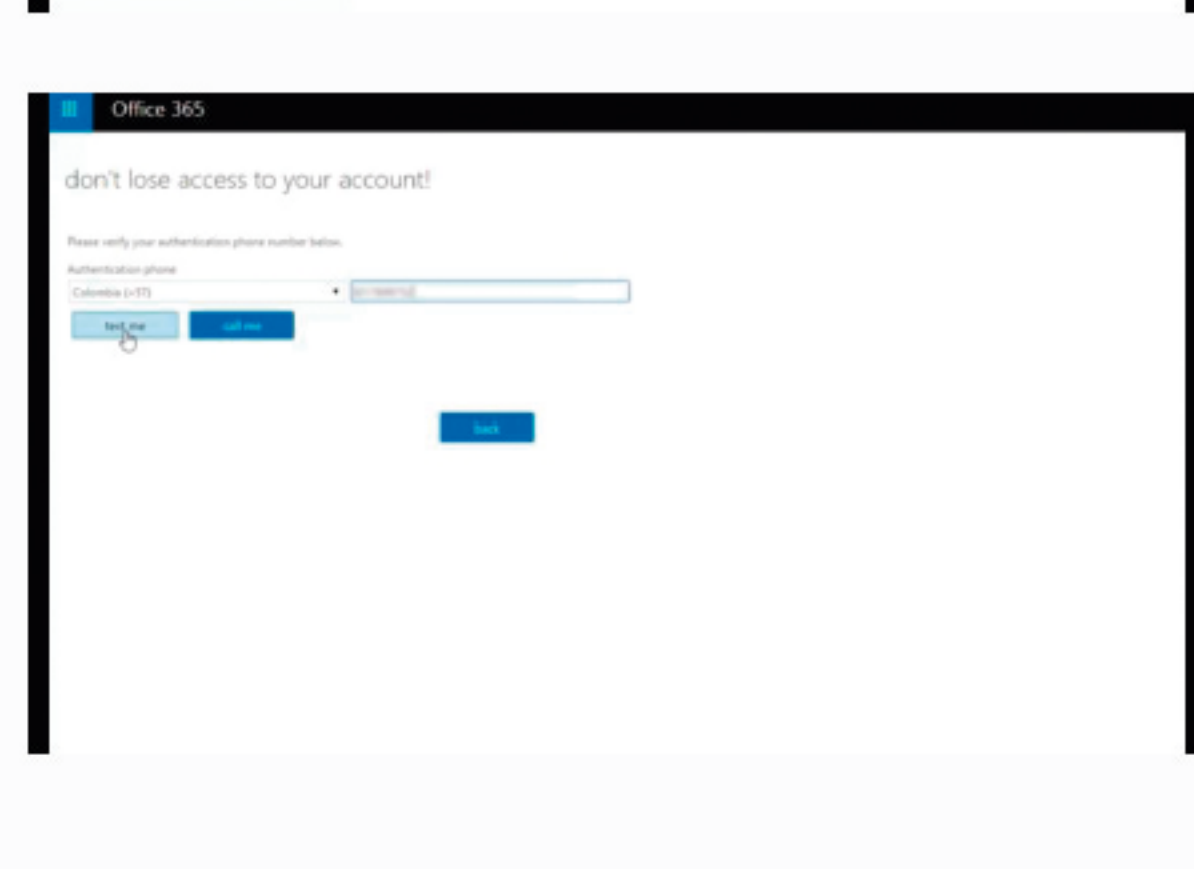 Office 365
don't lose access to your account!
Please verify your authentication phone number below.
Authentication phone
Colombia (+57)
text me call me
back